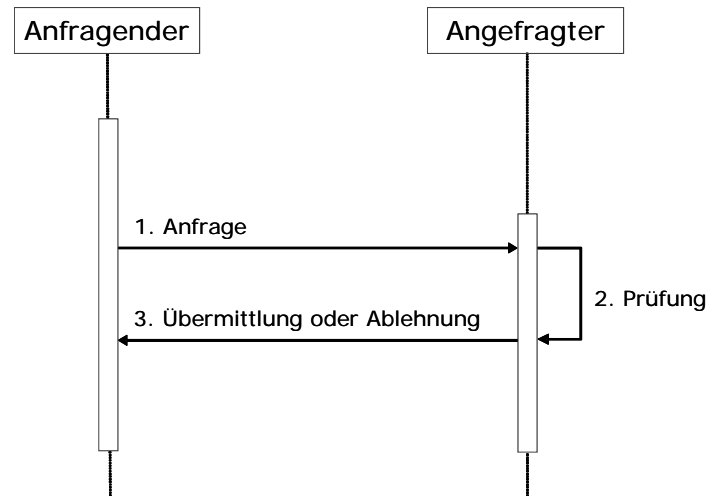 Anfragender
Angefragter
1. Anfrage
2. Prüfung
3. Übermittlung oder Ablehnung